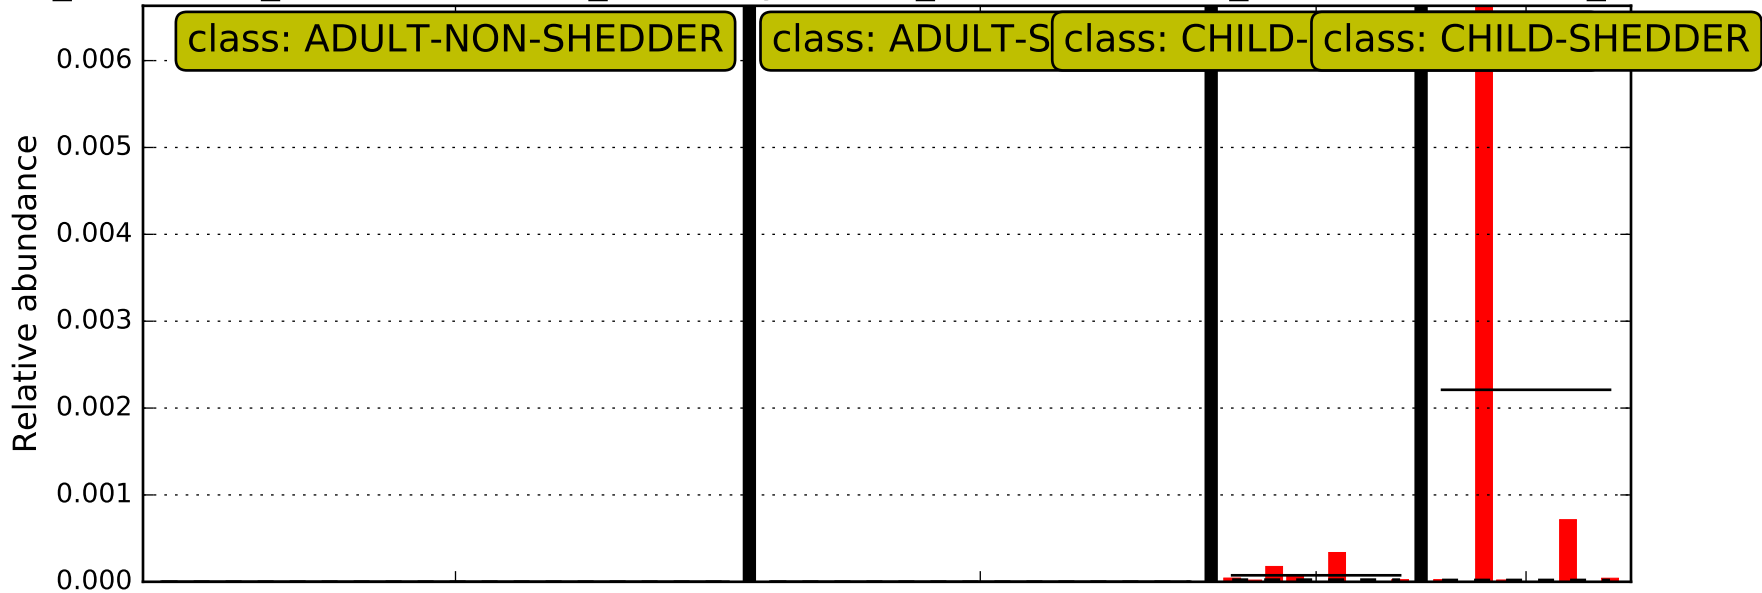 class: ADULT-NON-SHEDDER
class: ADULT-S
class: CHILD-
class: CHILD-SHEDDER
Relative abundance
0.006
0.005
0.004
0.003
0.002
0.001
0.000